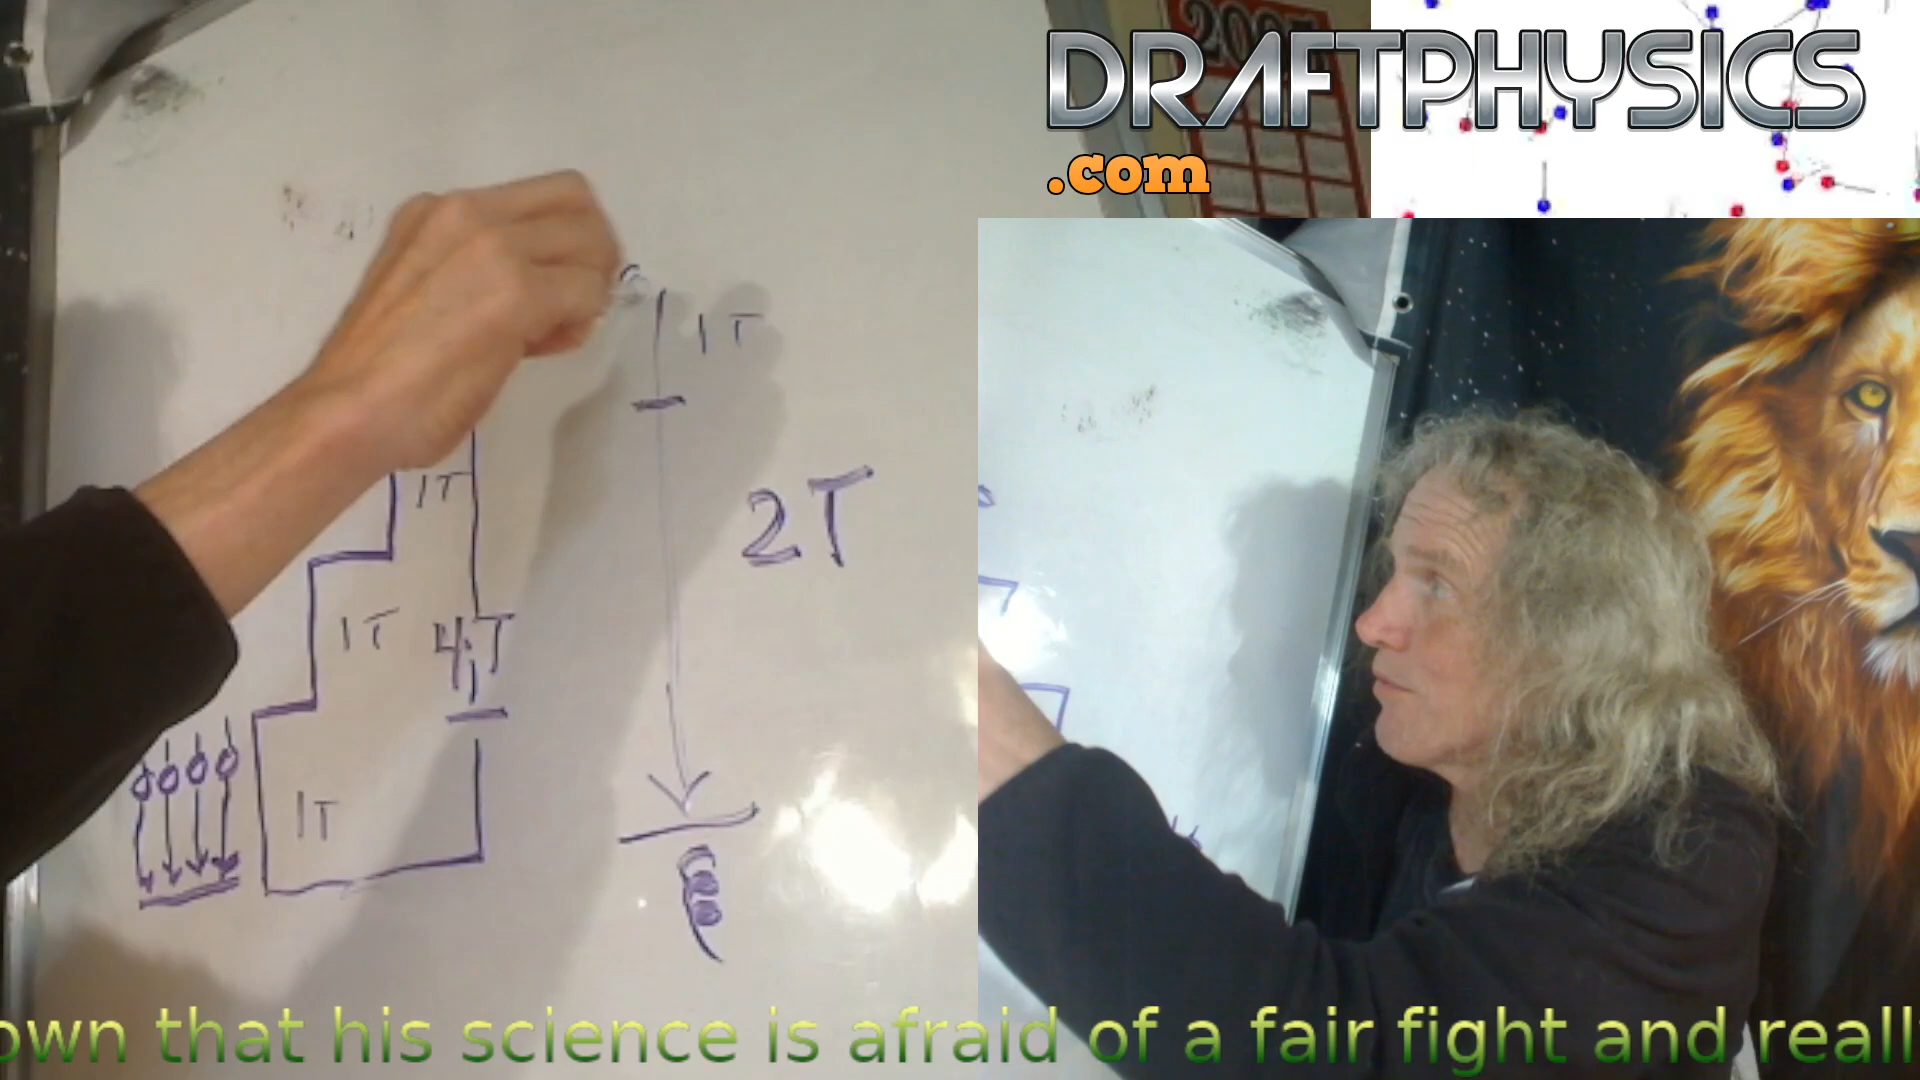 DRAFTPHYSICS
.com
1T
1T
2T
1T
4T
1T
own that his science is afraid of a fair fight and reall